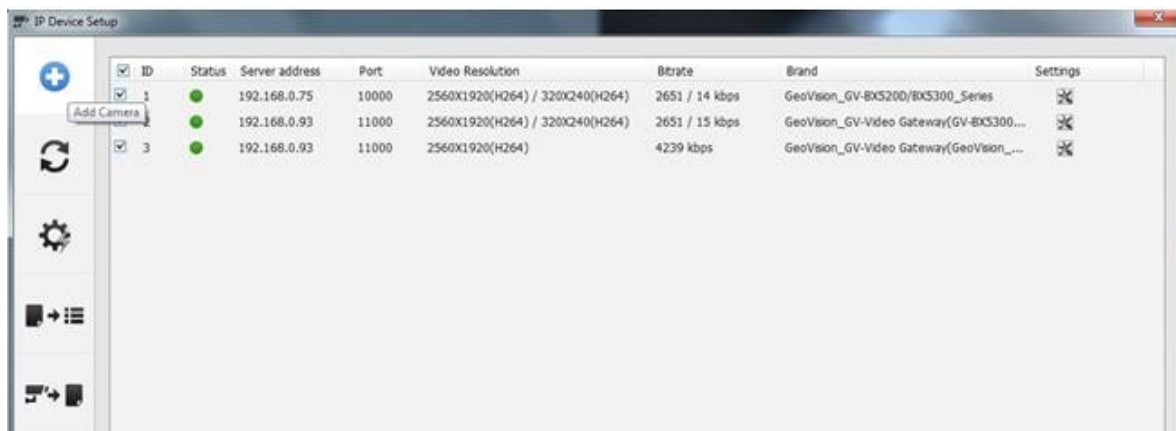 IP Device Setup
ID Status Server address Port Video Resolution Bitrate Brand Settings
1 192.168.0.75 10000 2560X1920(H264) / 320X240(H264) 2651 / 14 kbps GeoVision_GV-BX520D/BX5300_Series
Add Camera
2 192.168.0.93 11000 2560X1920(H264) / 320X240(H264) 2651 / 15 kbps GeoVision_GV-Video Gateway(GV-BX5300...
3 192.168.0.93 11000 2560X1920(H264) 4239 kbps GeoVision_GV-Video Gateway(GeoVision_...